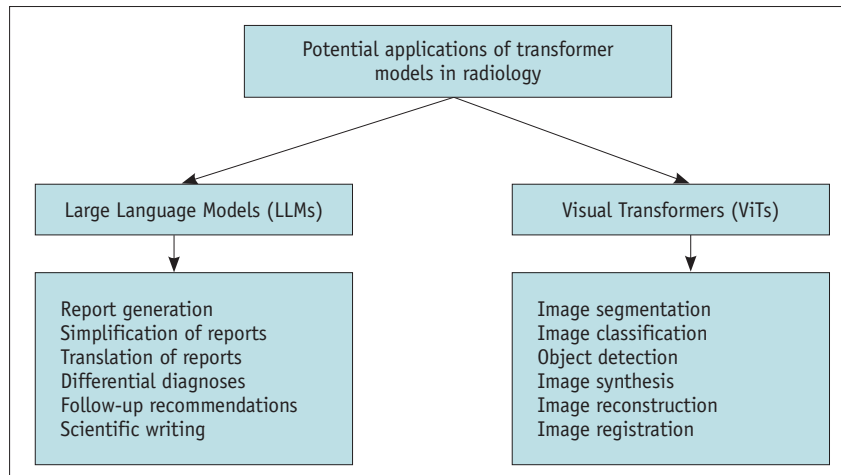 Potential applications of transformer
models in radiology
Large Language Models (LLMs)
Visual Transformers (ViTs)
Report generation
Simplification of reports
Translation of reports
Differential diagnoses
Follow-up recommendations
Scientific writing
Image segmentation
Image classification
Object detection
Image synthesis
Image reconstruction
Image registration